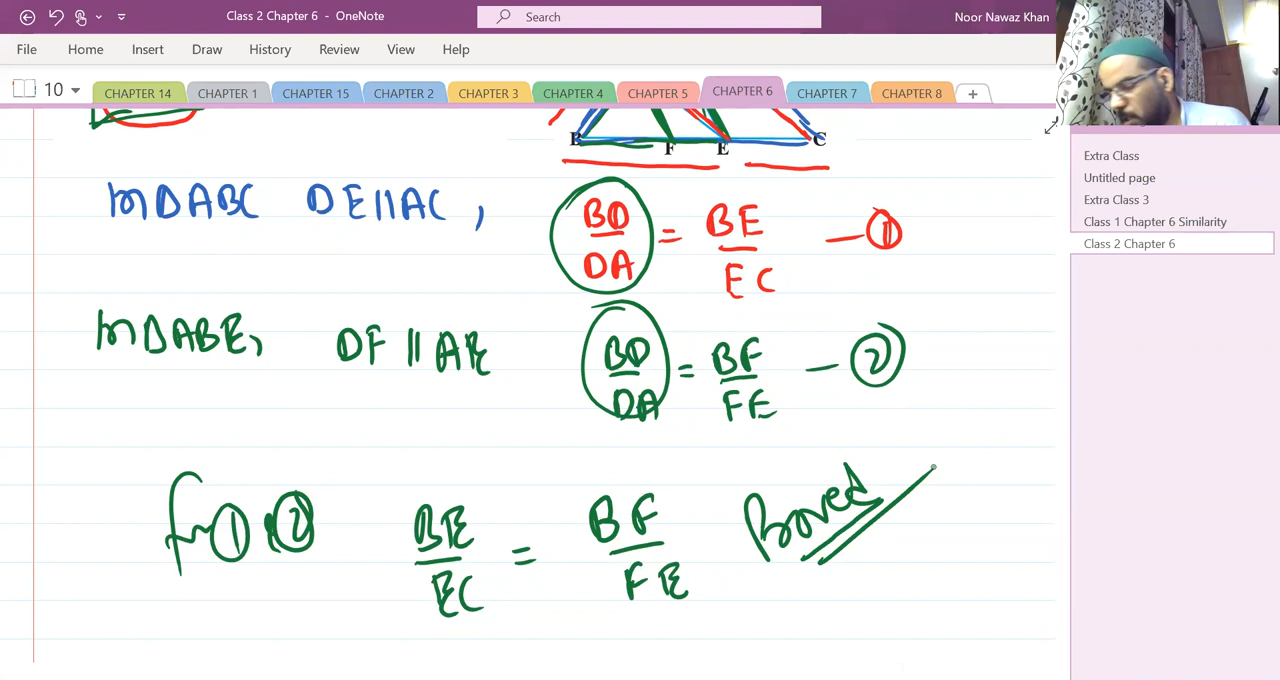 Class 2 Chapter 6 - OneNote
Search
Noor Nawaz Khan
File Home Insert Draw History Review View Help
10 CHAPTER 14 CHAPTER 1 CHAPTER 15 CHAPTER 2 CHAPTER 3 CHAPTER 4 CHAPTER 5 CHAPTER 6 CHAPTER 7 CHAPTER 8 +
Extra Class
Untitled page
Extra Class 3
Class 1 Chapter 6 Similarity
Class 2 Chapter 6
B F E C
In ΔABC DE || AC, BD/DA = BE/EC — ①
In ΔABE, DF || AE BD/DA = BF/FE — ②
from ① & ② BE/EC = BF/FE Proved